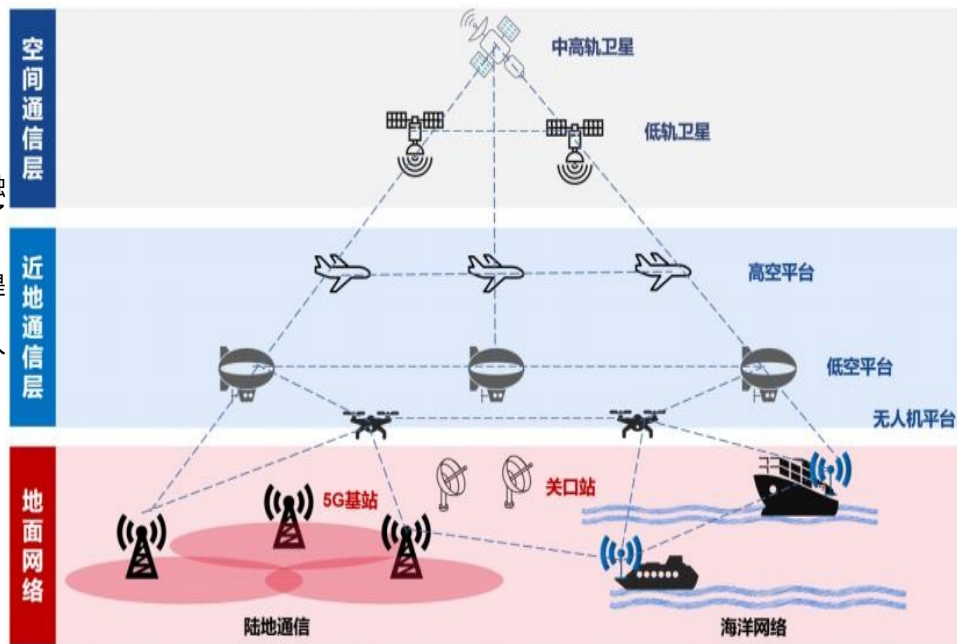 空间通信层
中高轨卫星
低轨卫星
近地通信层
高空平台
低空平台
无人机平台
地面网络
5G基站
关口站
陆地通信
海洋网络